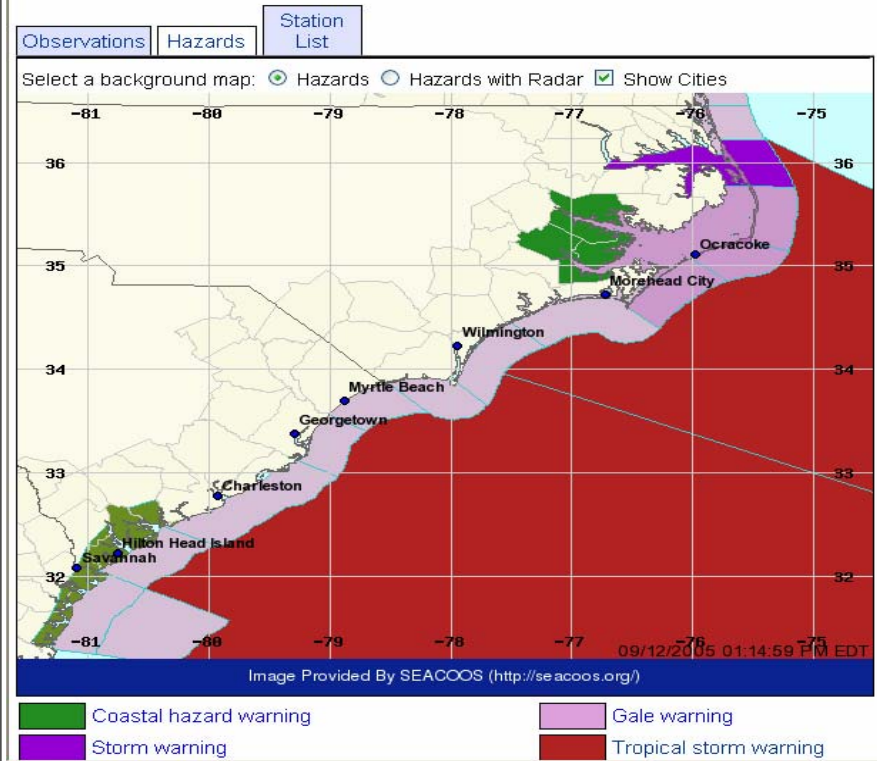 Observations Hazards Station List
Select a background map: Hazards Hazards with Radar Show Cities
-81 -80 -79 -78 -77 -76 -75
36 36
Ocracoke
35 35
Morehead City
Wilmington
34 34
Myrtle Beach
Georgetown
33 33
Charleston
Hilton Head Island
Savannah
32 32
-81 -80 -79 -78 -77 -76 -75
09/12/2005 01:14:59 PM EDT
Image Provided By SEACOOS (http://seacoos.org/)
Coastal hazard warning Gale warning
Storm warning Tropical storm warning